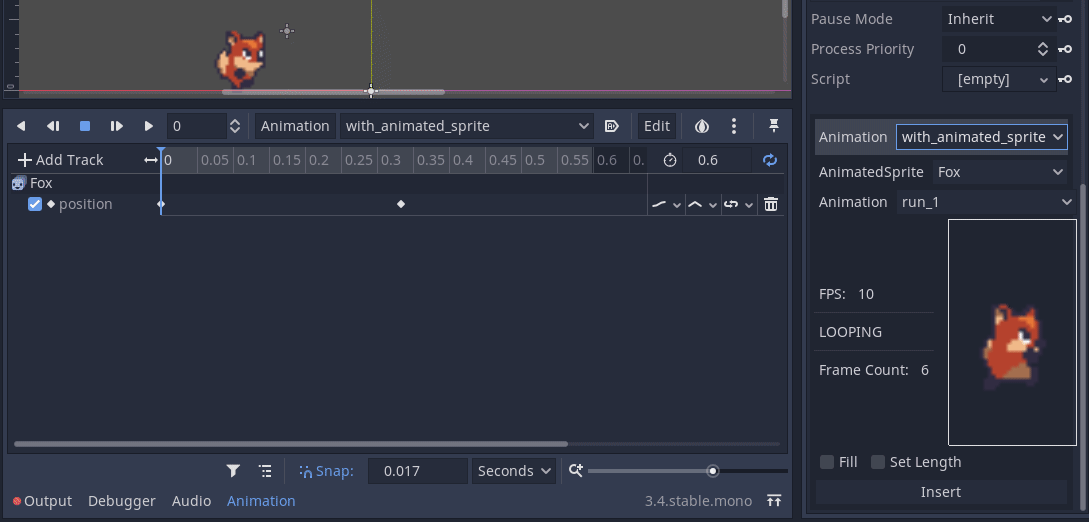 Pause Mode Inherit
Process Priority 0
Script [empty]
0 Animation with_animated_sprite Edit
Add Track 0 0.05 0.1 0.15 0.2 0.25 0.3 0.35 0.4 0.45 0.5 0.55 0.6 0. 0.6
Fox
position
Snap: 0.017 Seconds
Output Debugger Audio Animation 3.4.stable.mono
Animation with_animated_sprite
AnimatedSprite Fox
Animation run_1
FPS: 10
LOOPING
Frame Count: 6
Fill Set Length
Insert